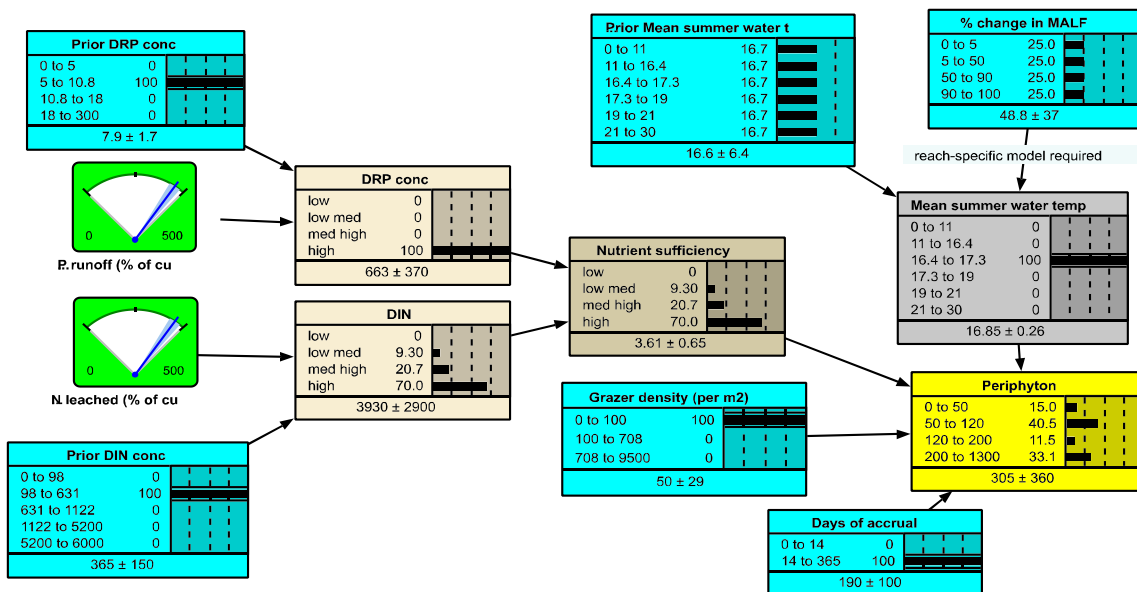 Prior DRP conc
0 to 5 0
5 to 10.8 100
10.8 to 18 0
18 to 300 0
7.9 ± 1.7
Prior Mean summer water t
0 to 11 16.7
11 to 16.4 16.7
16.4 to 17.3 16.7
17.3 to 19 16.7
19 to 21 16.7
21 to 30 16.7
16.6 ± 6.4
% change in MALF
0 to 5 25.0
5 to 50 25.0
50 to 90 25.0
90 to 100 25.0
48.8 ± 37
reach-specific model required
0 500
P. runoff (% of cu
DRP conc
low 0
low med 0
med high 0
high 100
663 ± 370
Mean summer water temp
0 to 11 0
11 to 16.4 0
16.4 to 17.3 100
17.3 to 19 0
19 to 21 0
21 to 30 0
16.85 ± 0.26
Nutrient sufficiency
low 0
low med 9.30
med high 20.7
high 70.0
3.61 ± 0.65
0 500
N. leached (% of cu
DIN
low 0
low med 9.30
med high 20.7
high 70.0
3930 ± 2900
Grazer density (per m2)
0 to 100 100
100 to 708 0
708 to 9500 0
50 ± 29
Periphyton
0 to 50 15.0
50 to 120 40.5
120 to 200 11.5
200 to 1300 33.1
305 ± 360
Prior DIN conc
0 to 98 0
98 to 631 100
631 to 1122 0
1122 to 5200 0
5200 to 6000 0
365 ± 150
Days of accrual
0 to 14 0
14 to 365 100
190 ± 100